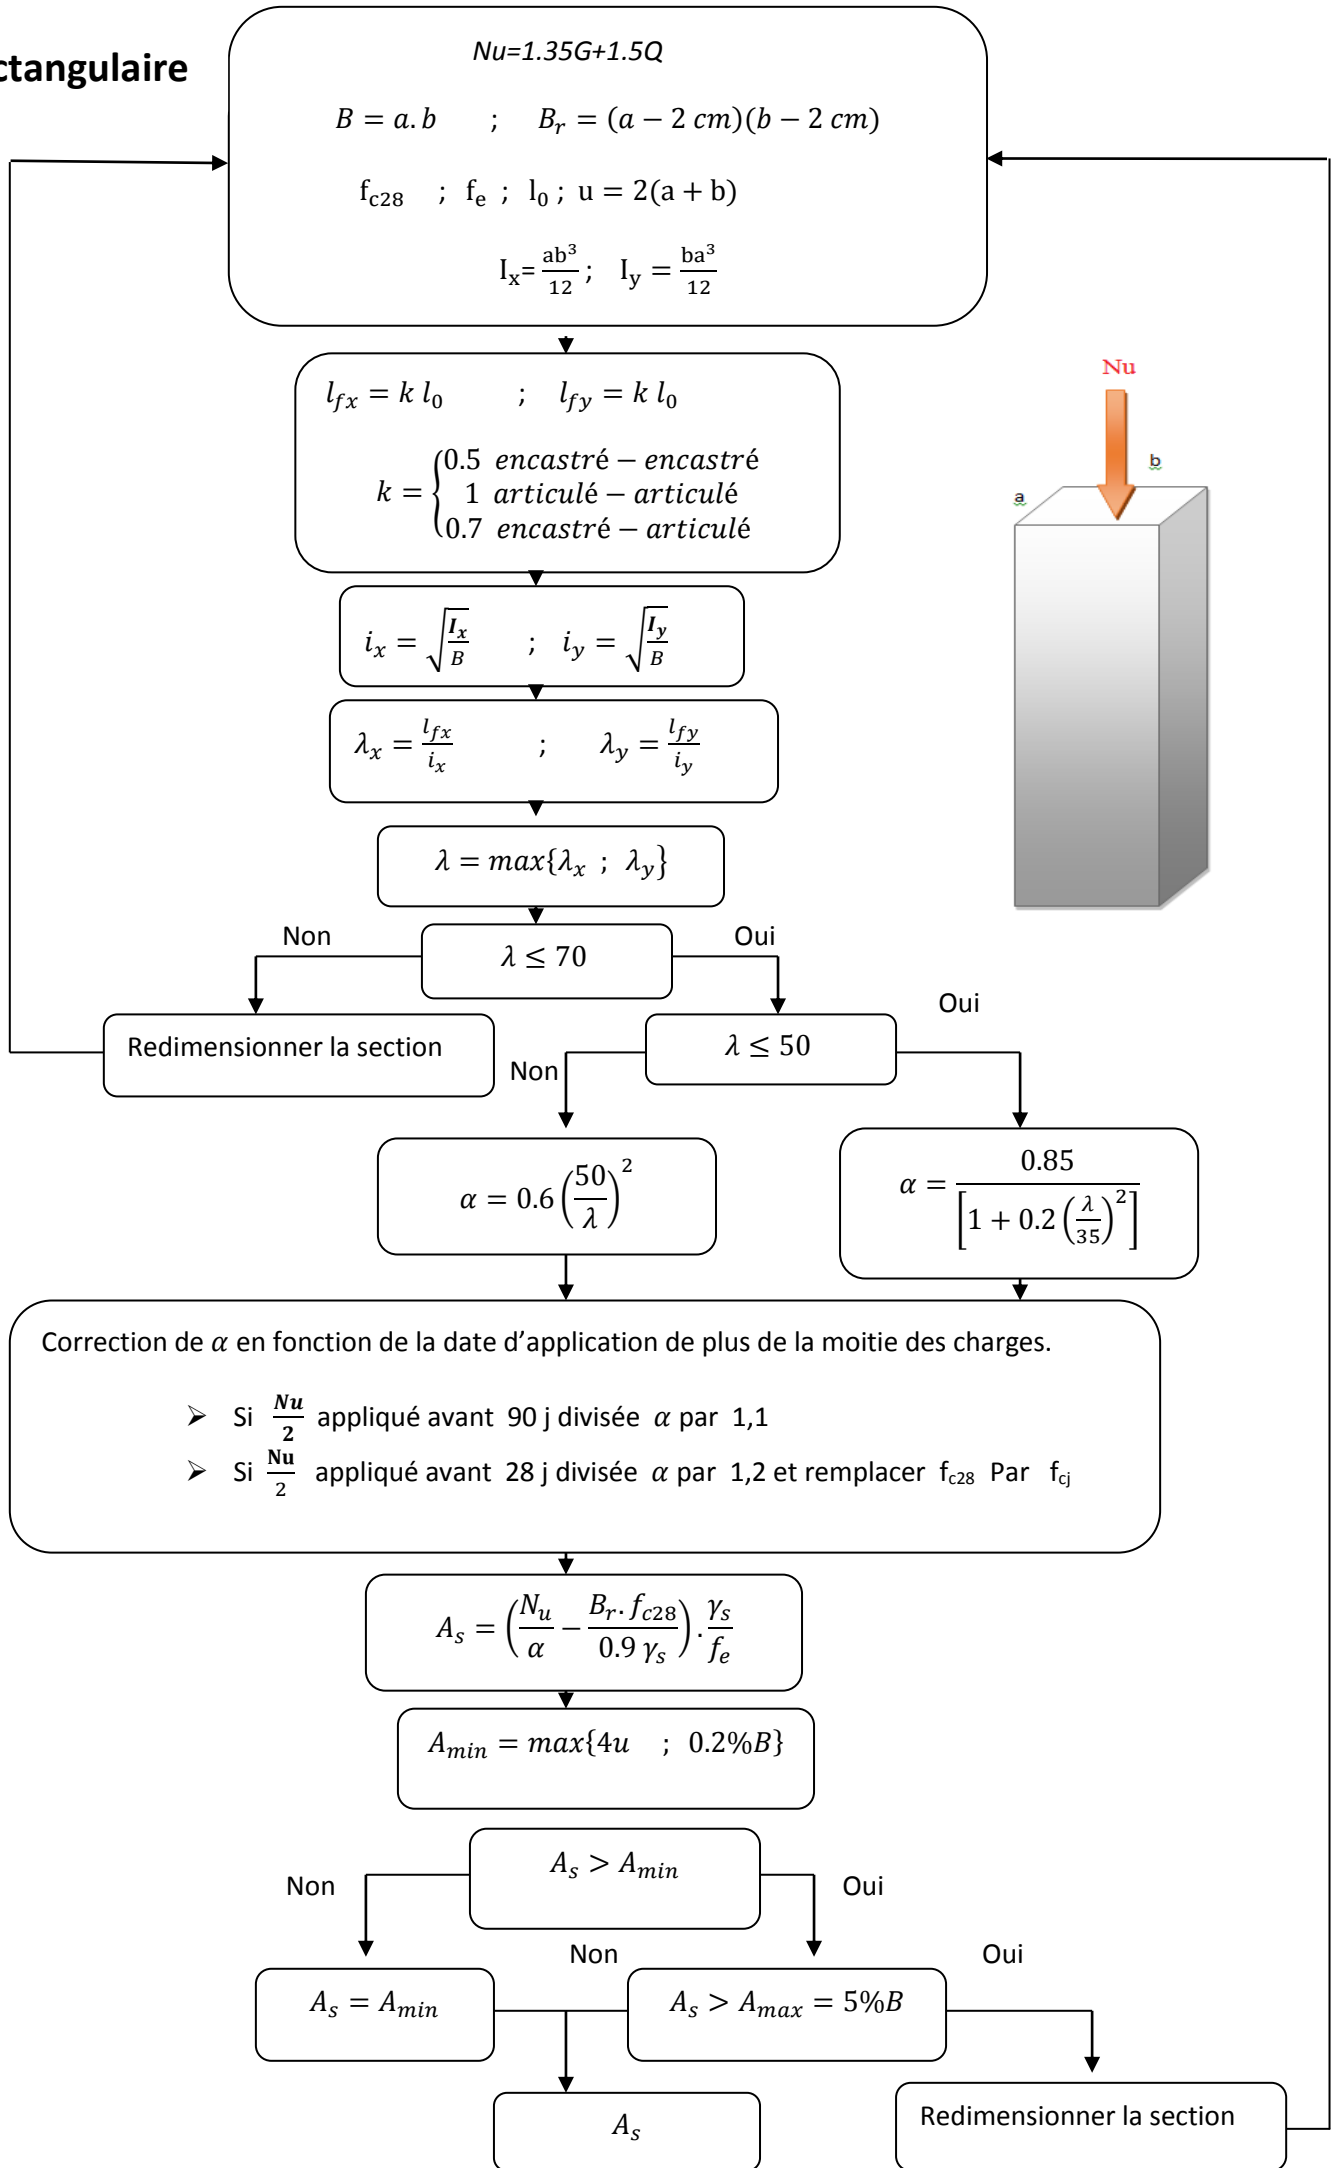 ctangulaire
Nu=1.35G+1.5Q
B = a.b ; B_r = (a − 2 cm)(b − 2 cm)
f_c28 ; f_e ; l_0 ; u = 2(a + b)
I_x= ab³/12 ; I_y = ba³/12
l_fx = k l_0 ; l_fy = k l_0
k = { 0.5 encastré − encastré
1 articulé − articulé
0.7 encastré − articulé
Nu
b
a
i_x = √(I_x/B) ; i_y = √(I_y/B)
λ_x = l_fx/i_x ; λ_y = l_fy/i_y
λ = max{λ_x ; λ_y}
Non
Oui
λ ≤ 70
Redimensionner la section
λ ≤ 50
Oui
Non
α = 0.6 (50/λ)²
α = 0.85/[1 + 0.2 (λ/35)²]
Correction de α en fonction de la date d’application de plus de la moitie des charges.
➢ Si Nu/2 appliqué avant 90 j divisée α par 1,1
➢ Si Nu/2 appliqué avant 28 j divisée α par 1,2 et remplacer f_c28 Par f_cj
A_s = (N_u/α − B_r.f_c28/0.9 γ_s).γ_s/f_e
A_min = max{4u ; 0.2%B}
A_s > A_min
Non
Oui
Non
Oui
A_s = A_min
A_s > A_max = 5%B
A_s
Redimensionner la section